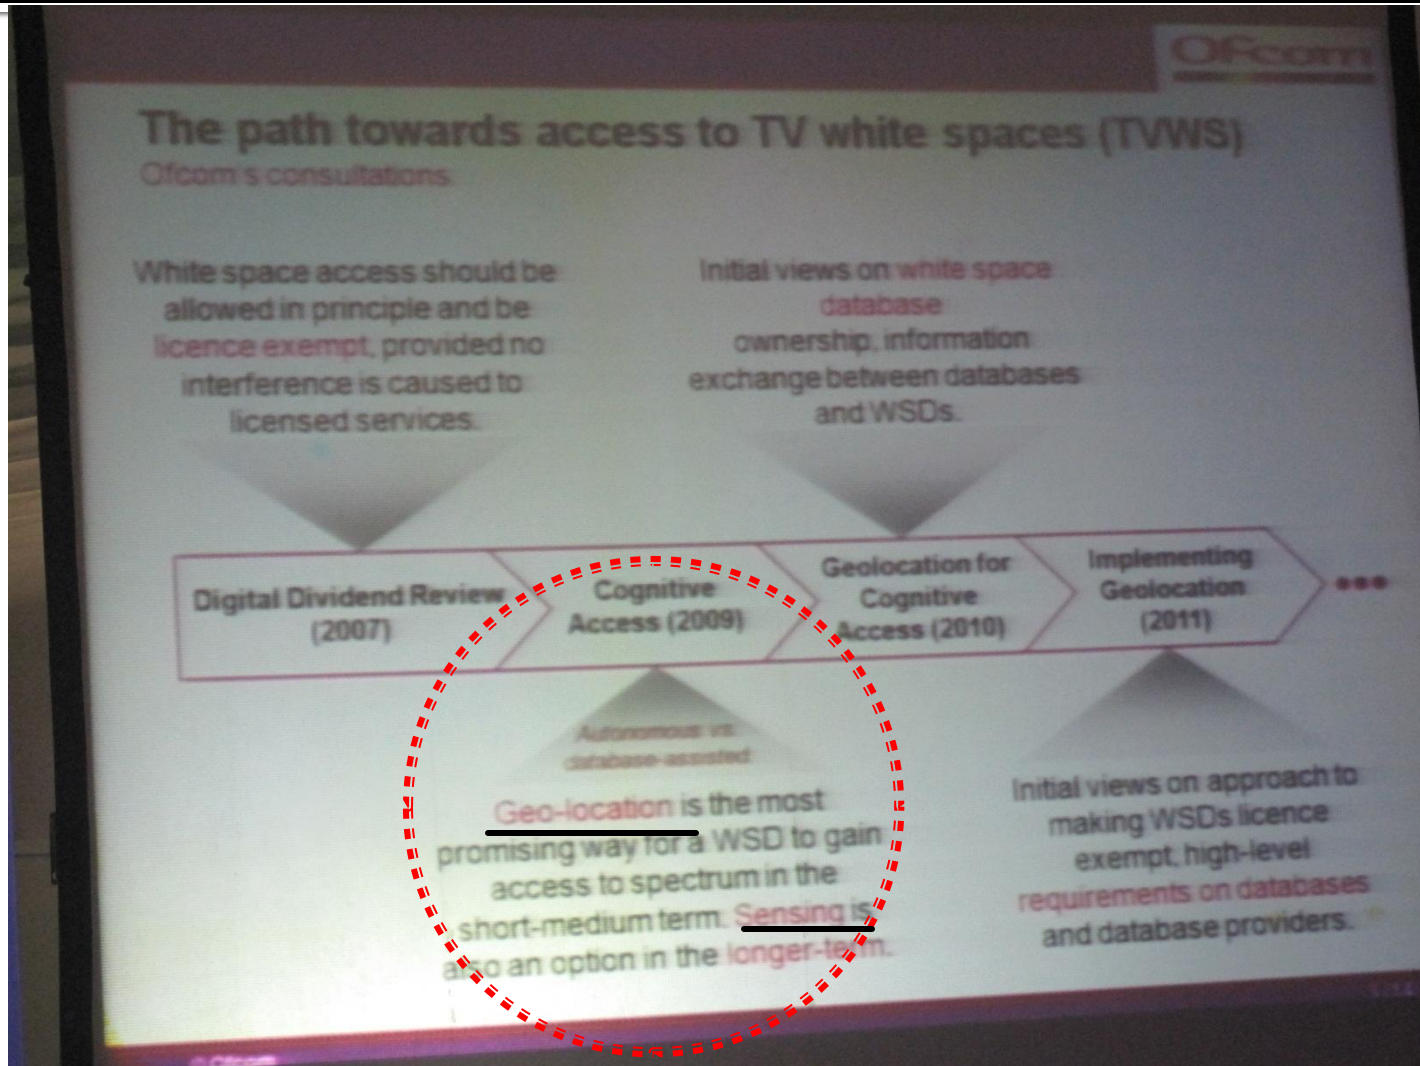 Ofcom
The path towards access to TV white spaces (TVWS)
Ofcom's consultations
White space access should be
allowed in principle and be
licence exempt, provided no
interference is caused to
licensed services.
Initial views on white space
database
ownership, information
exchange between databases
and WSDs.
Digital Dividend Review
(2007)
Cognitive
Access (2009)
Geolocation for
Cognitive
Access (2010)
Implementing
Geolocation
(2011)
Autonomous vs.
database-assisted
Geo-location is the most
promising way for a WSD to gain
access to spectrum in the
short-medium term. Sensing is
also an option in the longer-term.
Initial views on approach to
making WSDs licence
exempt, high-level
requirements on databases
and database providers.
© Ofcom